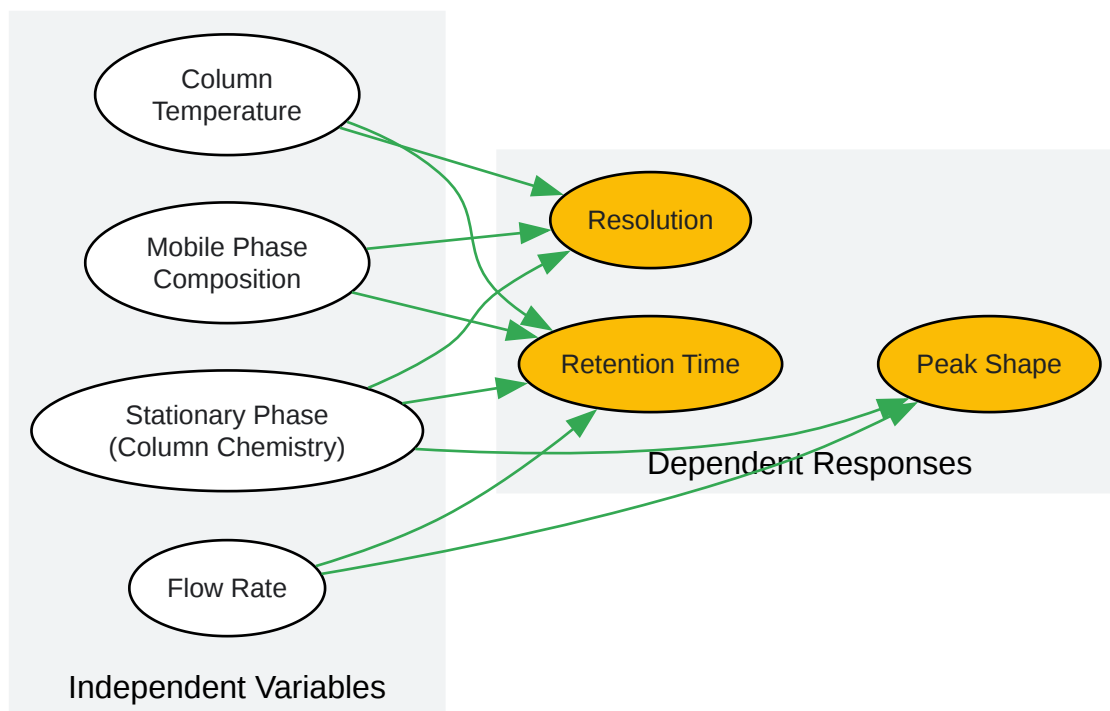 Column
Temperature
Mobile Phase
Composition
Stationary Phase
(Column Chemistry)
Flow Rate
Independent Variables
Resolution
Retention Time
Peak Shape
Dependent Responses